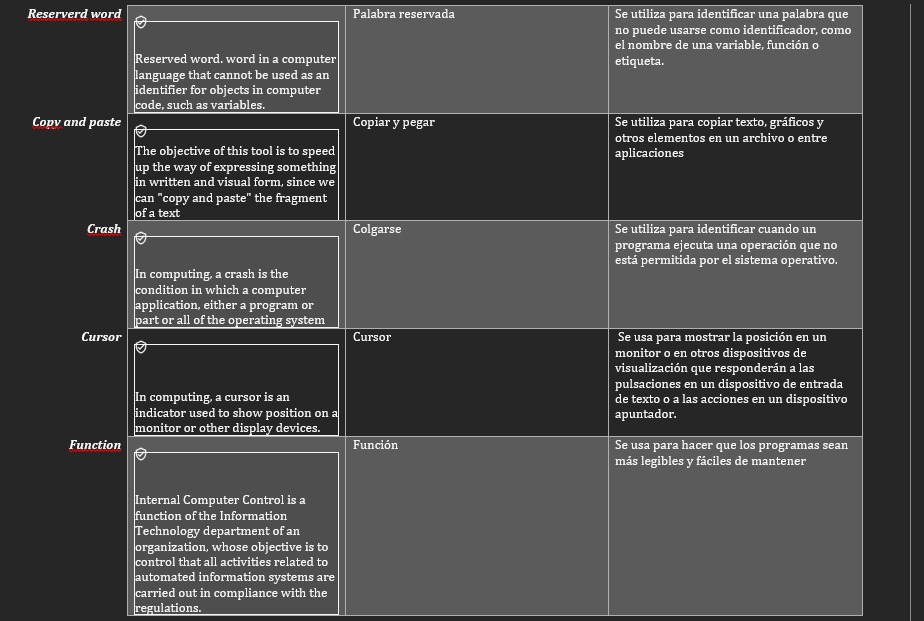 Reserverd word
Reserved word. word in a computer
language that cannot be used as an
identifier for objects in computer
code, such as variables.
Palabra reservada
Se utiliza para identificar una palabra que
no puede usarse como identificador, como
el nombre de una variable, función o
etiqueta.
Copy and paste
The objective of this tool is to speed
up the way of expressing something
in written and visual form, since we
can "copy and paste" the fragment
of a text
Copiar y pegar
Se utiliza para copiar texto, gráficos y
otros elementos en un archivo o entre
aplicaciones
Crash
In computing, a crash is the
condition in which a computer
application, either a program or
part or all of the operating system
Colgarse
Se utiliza para identificar cuando un
programa ejecuta una operación que no
está permitida por el sistema operativo.
Cursor
In computing, a cursor is an
indicator used to show position on a
monitor or other display devices.
Cursor
Se usa para mostrar la posición en un
monitor o en otros dispositivos de
visualización que responderán a las
pulsaciones en un dispositivo de entrada
de texto o a las acciones en un dispositivo
apuntador.
Function
Internal Computer Control is a
function of the Information
Technology department of an
organization, whose objective is to
control that all activities related to
automated information systems are
carried out in compliance with the
regulations.
Función
Se usa para hacer que los programas sean
más legibles y fáciles de mantener